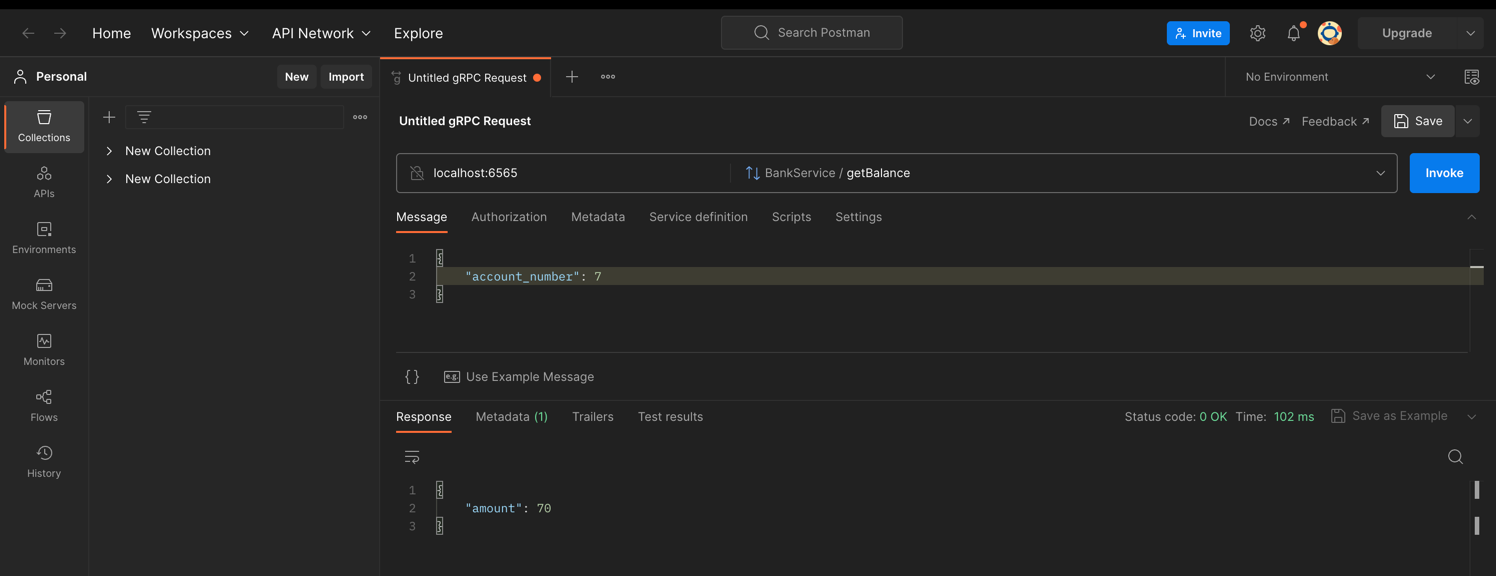 Home Workspaces API Network Explore Search Postman Invite Upgrade
Personal New Import
Untitled gRPC Request
No Environment
Collections
APIs
Environments
Mock Servers
Monitors
Flows
History
New Collection
New Collection
Untitled gRPC Request Docs Feedback Save
localhost:6565 BankService / getBalance Invoke
Message Authorization Metadata Service definition Scripts Settings
1 {
2 "account_number": 7
3 }
{} e.g. Use Example Message
Response Metadata (1) Trailers Test results Status code: 0 OK Time: 102 ms Save as Example
1 {
2 "amount": 70
3 }